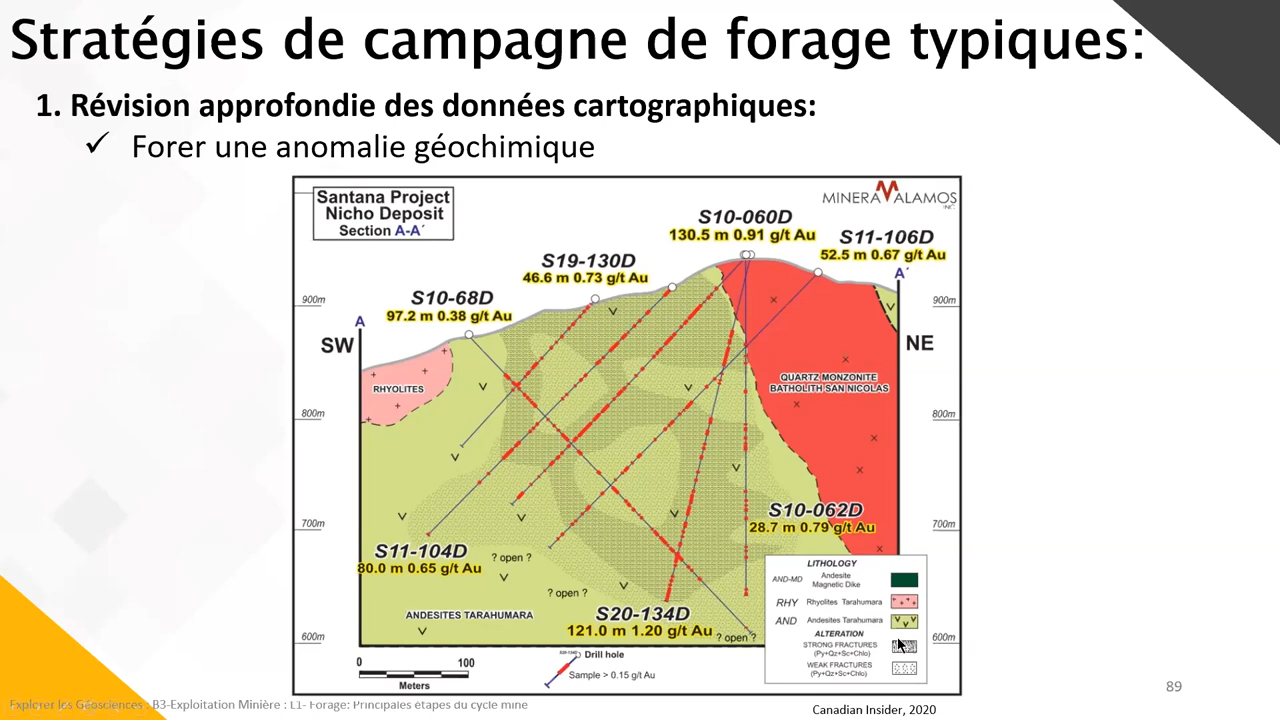 Stratégies de campagne de forage typiques:
1. Révision approfondie des données cartographiques:
✓ Forer une anomalie géochimique
Santana Project
Nicho Deposit
Section A-A´
MINERA ALAMOS
INC.
S10-060D
130.5 m 0.91 g/t Au
S11-106D
52.5 m 0.67 g/t Au
S19-130D
46.6 m 0.73 g/t Au
S10-68D
97.2 m 0.38 g/t Au
A
A´
SW
NE
900m
900m
RHYOLITES
QUARTZ MONZONITE
BATHOLITH SAN NICOLAS
800m
800m
700m
700m
S10-062D
28.7 m 0.79 g/t Au
S11-104D
80.0 m 0.65 g/t Au
? open ?
? open ?
ANDESITES TARAHUMARA
S20-134D
121.0 m 1.20 g/t Au
? open ?
600m
600m
LITHOLOGY
AND-MD Andesite
Magnetic Dike
RHY Rhyolites Tarahumara
AND Andesites Tarahumara
ALTERATION
STRONG FRACTURES
(Py+Qz+Sc+Chlo)
WEAK FRACTURES
(Py+Qz+Sc+Chlo)
0 100
Meters
Drill hole
Sample > 0.15 g/t Au
89
Explorer les Géosciences : B3-Exploitation Minière : L1- Forage: Principales étapes du cycle mine
Canadian Insider, 2020